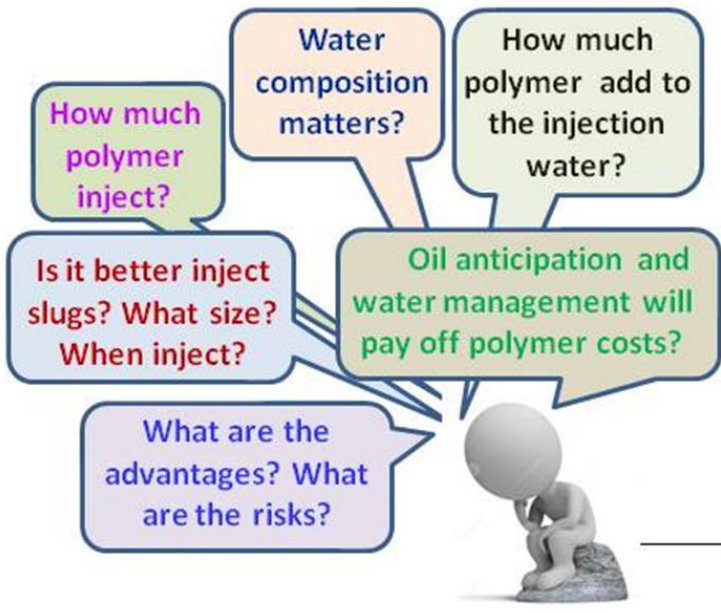 Water
composition
matters?
How much
polymer add to
the injection
water?
How much
polymer
inject?
Is it better inject
slugs? What size?
When inject?
Oil anticipation and
water management will
pay off polymer costs?
What are the
advantages? What
are the risks?